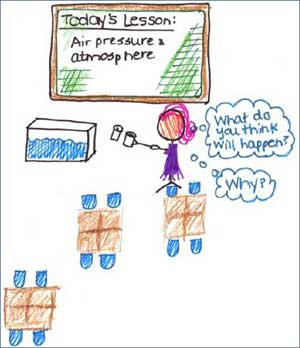 Today's Lesson:
Air pressure &
atmosphere
What do
you think
will happen?
Why?